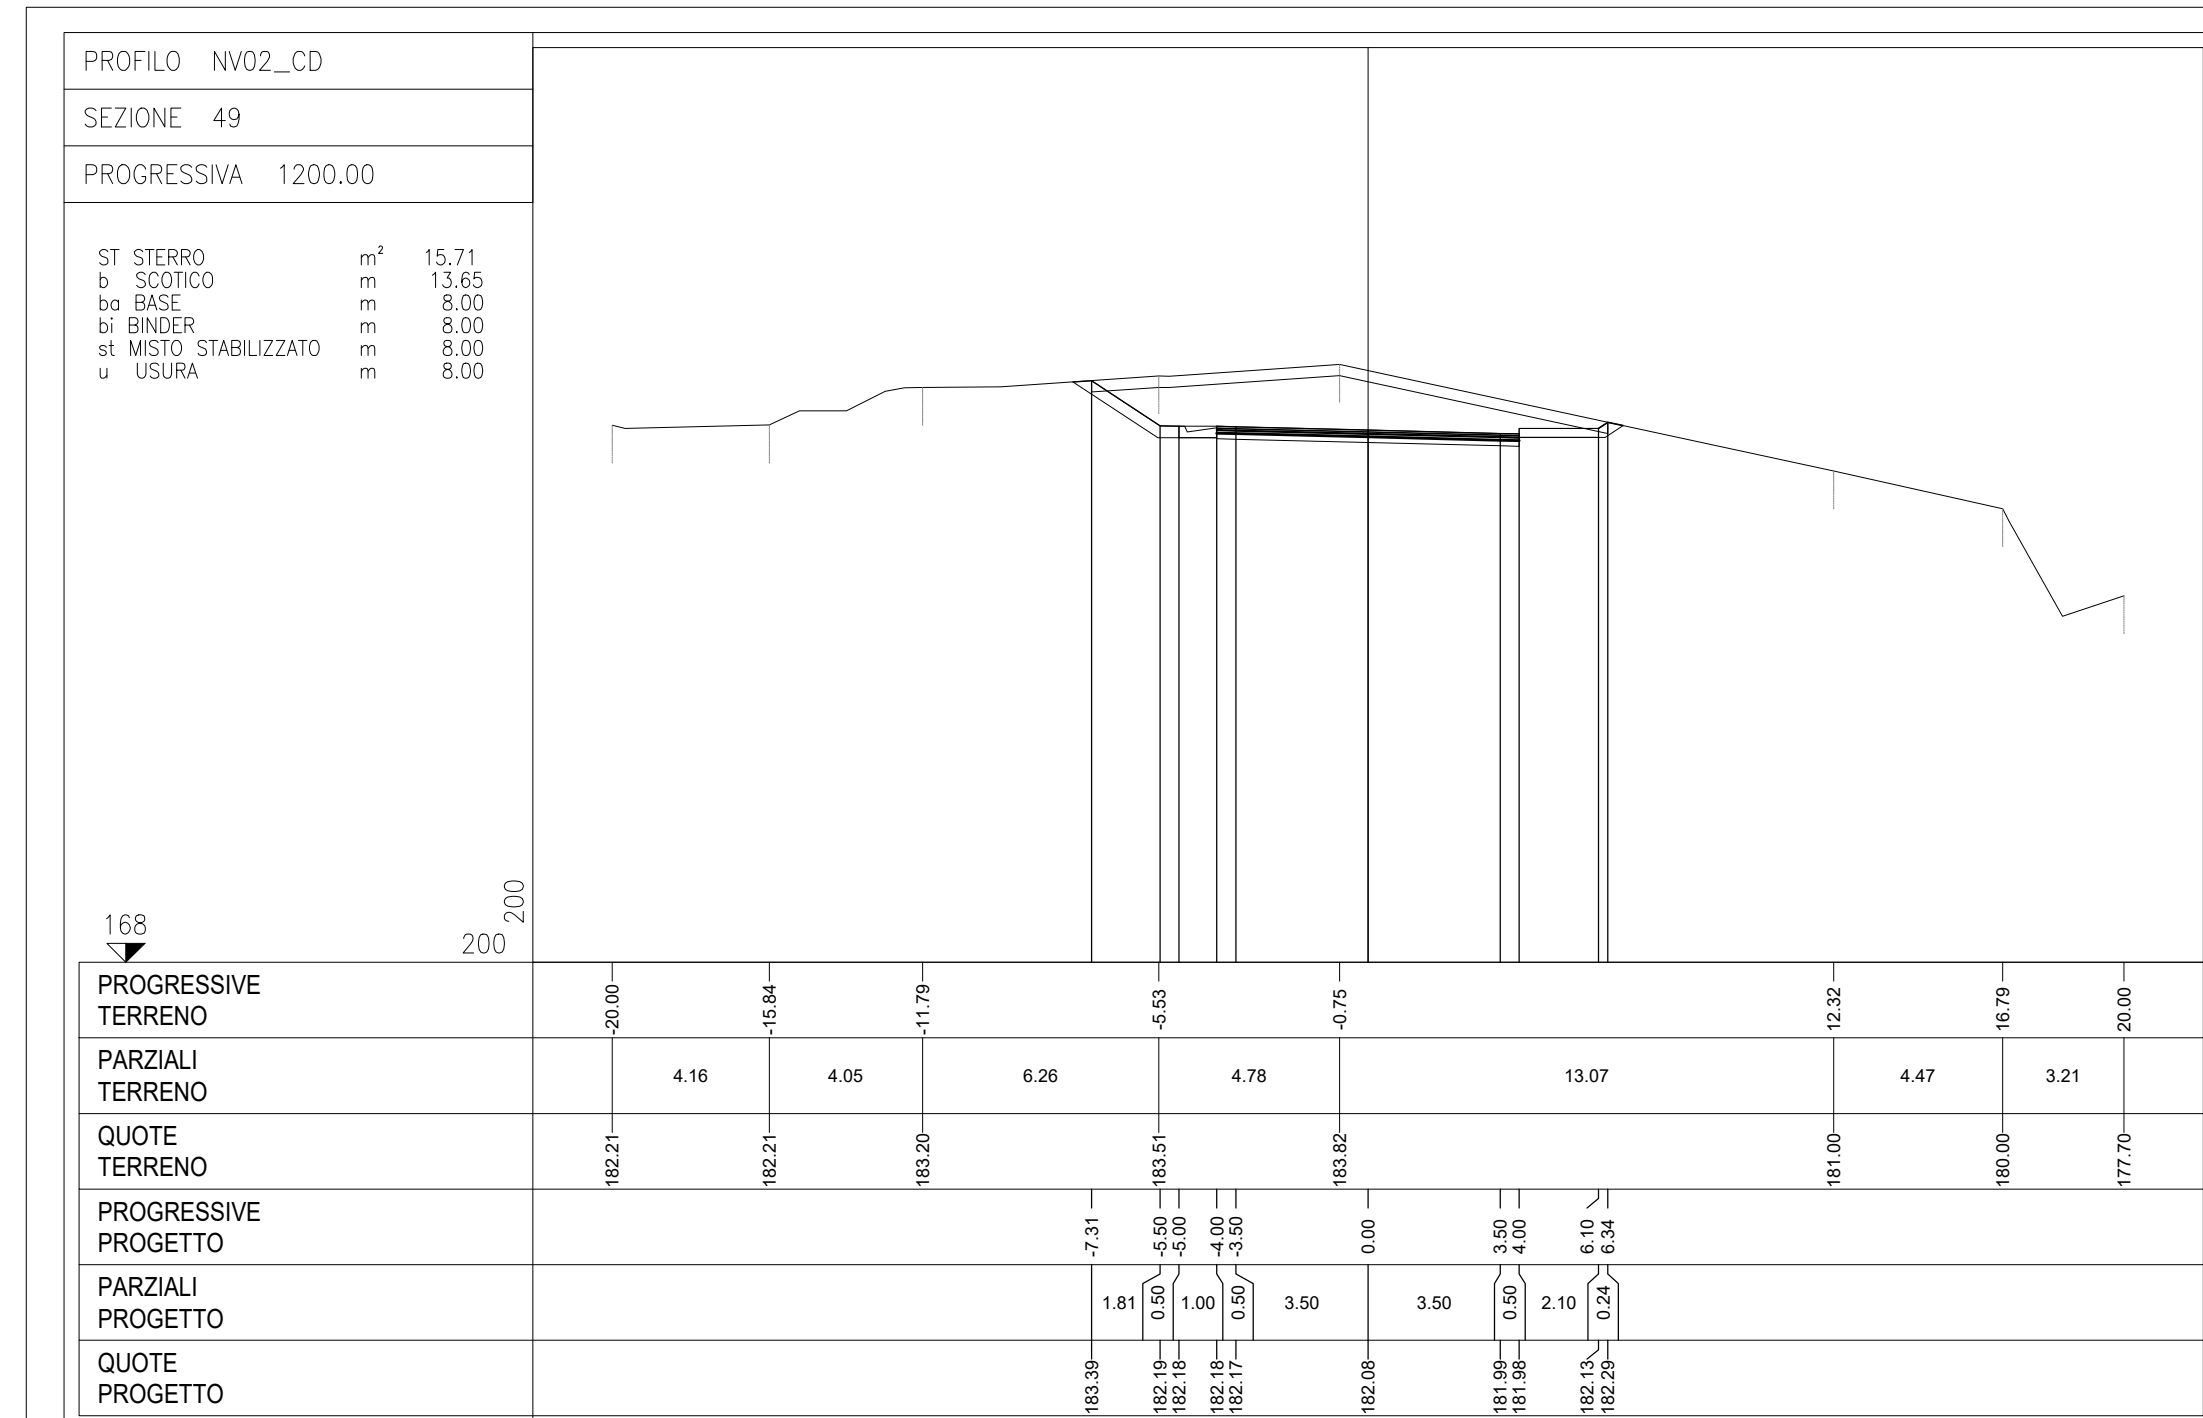 PROFILO NV02_CD
SEZIONE 49
PROGRESSIVA 1200.00
ST STERRO m² 15.71
b SCOTICO m 13.65
ba BASE m 8.00
bi BINDER m 8.00
st MISTO STABILIZZATO m 8.00
u USURA m 8.00
168
200
200
PROGRESSIVE
TERRENO
-20.00 -15.84 -11.79 -5.53 -0.75 12.32 16.79 20.00
PARZIALI
TERRENO
4.16 4.05 6.26 4.78 13.07 4.47 3.21
QUOTE
TERRENO
182.21 182.21 183.20 183.51 183.82 181.00 180.00 177.70
PROGRESSIVE
PROGETTO
-7.31 -5.50 -5.00 -4.00 -3.50 0.00 3.50 4.00 6.10 6.34
PARZIALI
PROGETTO
1.81 0.50 1.00 0.50 3.50 3.50 0.50 2.10 0.24
QUOTE
PROGETTO
183.39 182.19 182.18 182.18 182.17 182.08 181.99 181.98 182.13 182.29